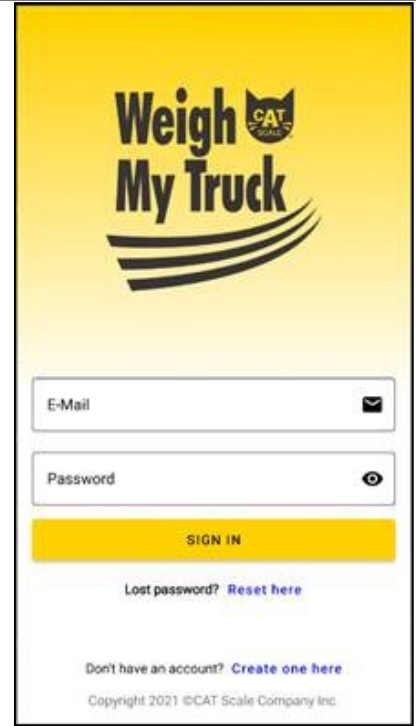 Weigh
CAT
SCALE
My Truck
E-Mail
Password
SIGN IN
Lost password? Reset here
Don't have an account? Create one here
Copyright 2021 ©CAT Scale Company Inc.